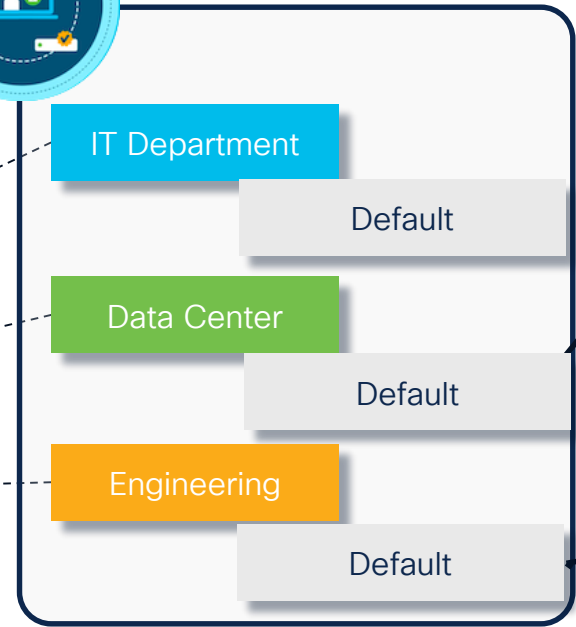 IT Department
Default
Data Center
Default
Engineering
Default